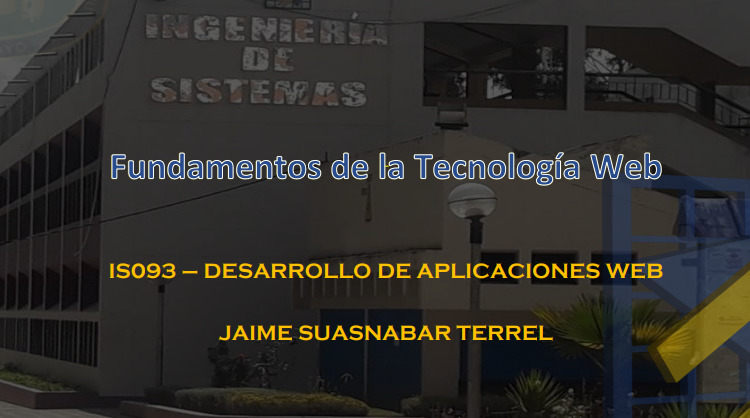 INGENIERÍA
DE
SISTEMAS
Fundamentos de la Tecnología Web
IS093 – DESARROLLO DE APLICACIONES WEB
JAIME SUASNABAR TERREL